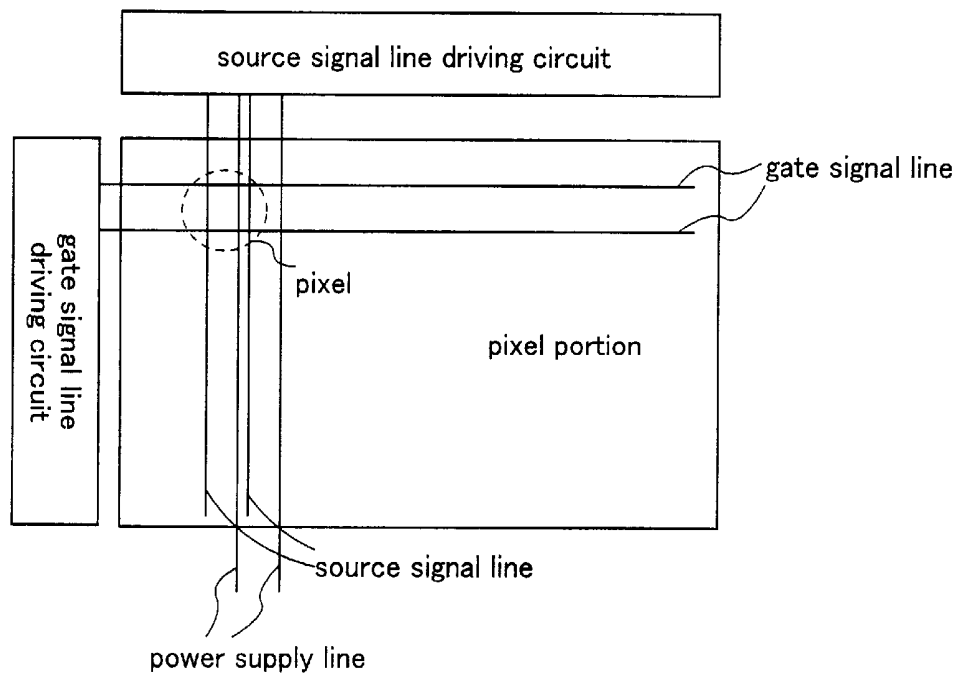 source signal line driving circuit
gate signal line
gate signal line
driving circuit
pixel
pixel portion
source signal line
power supply line